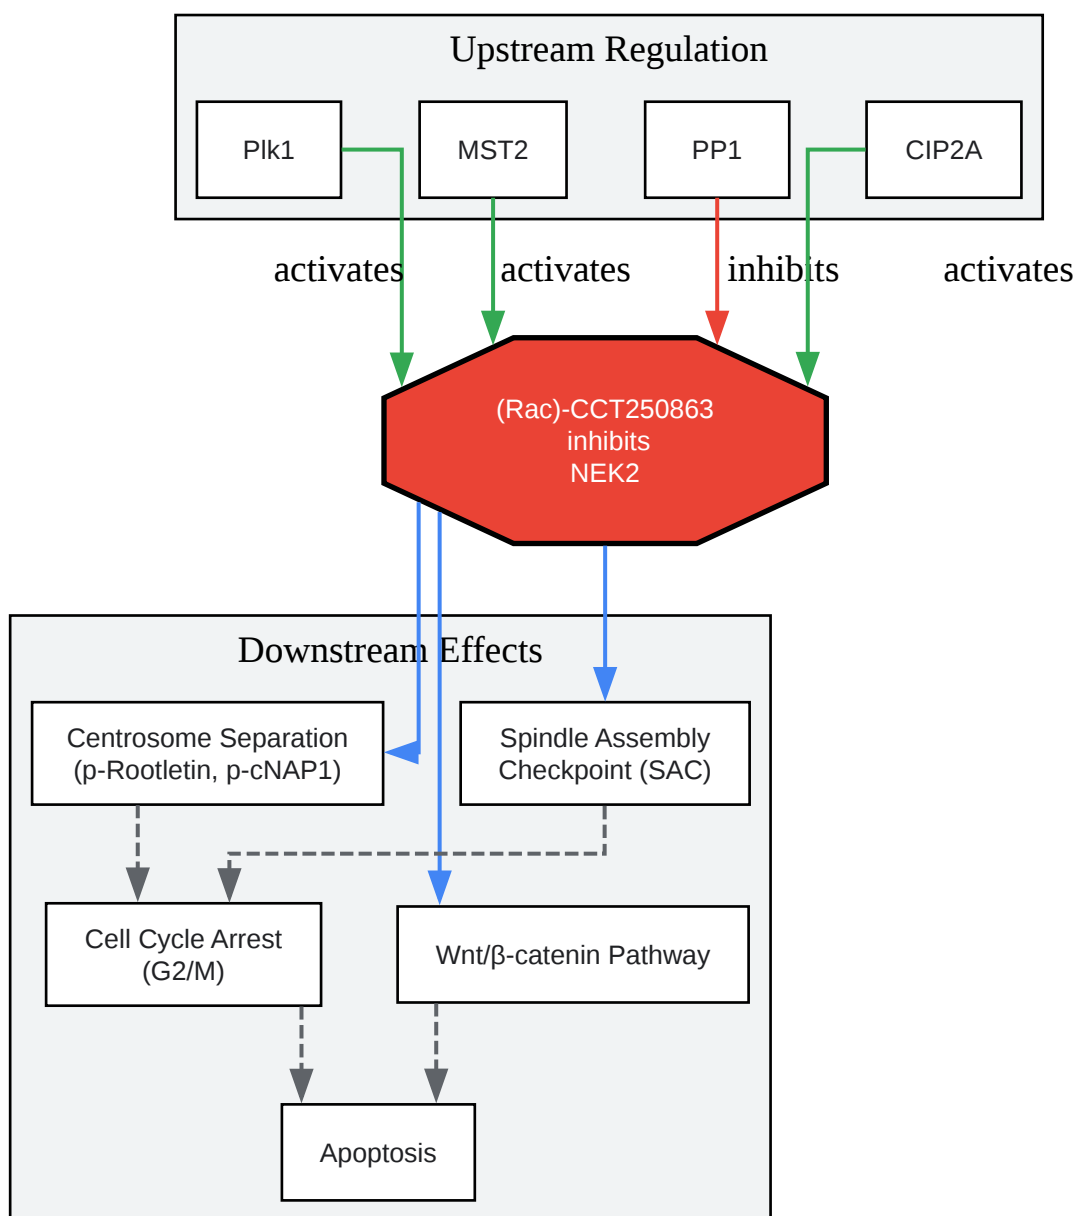 Upstream Regulation
Plk1
MST2
PP1
CIP2A
activates
activates
inhibits
activates
(Rac)-CCT250863
inhibits
NEK2
Downstream Effects
Centrosome Separation
(p-Rootletin, p-cNAP1)
Spindle Assembly
Checkpoint (SAC)
Cell Cycle Arrest
(G2/M)
Wnt/β-catenin Pathway
Apoptosis